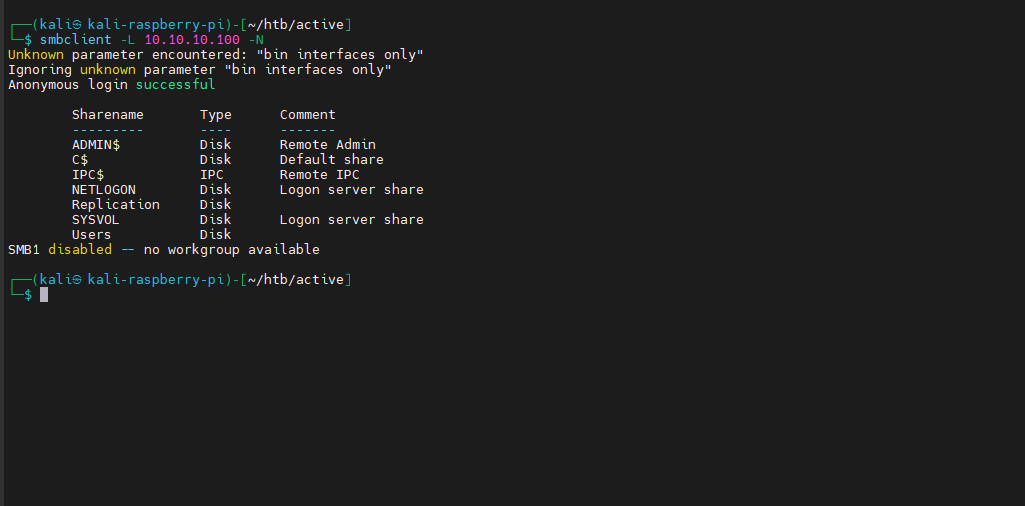 ┌──(kali㉿ kali-raspberry-pi)-[~/htb/active]
└─$ smbclient -L 10.10.10.100 -N
Unknown parameter encountered: "bin interfaces only"
Ignoring unknown parameter "bin interfaces only"
Anonymous login successful
Sharename Type Comment
--------- ---- -------
ADMIN$ Disk Remote Admin
C$ Disk Default share
IPC$ IPC Remote IPC
NETLOGON Disk Logon server share
Replication Disk
SYSVOL Disk Logon server share
Users Disk
SMB1 disabled -- no workgroup available
┌──(kali㉿ kali-raspberry-pi)-[~/htb/active]
└─$